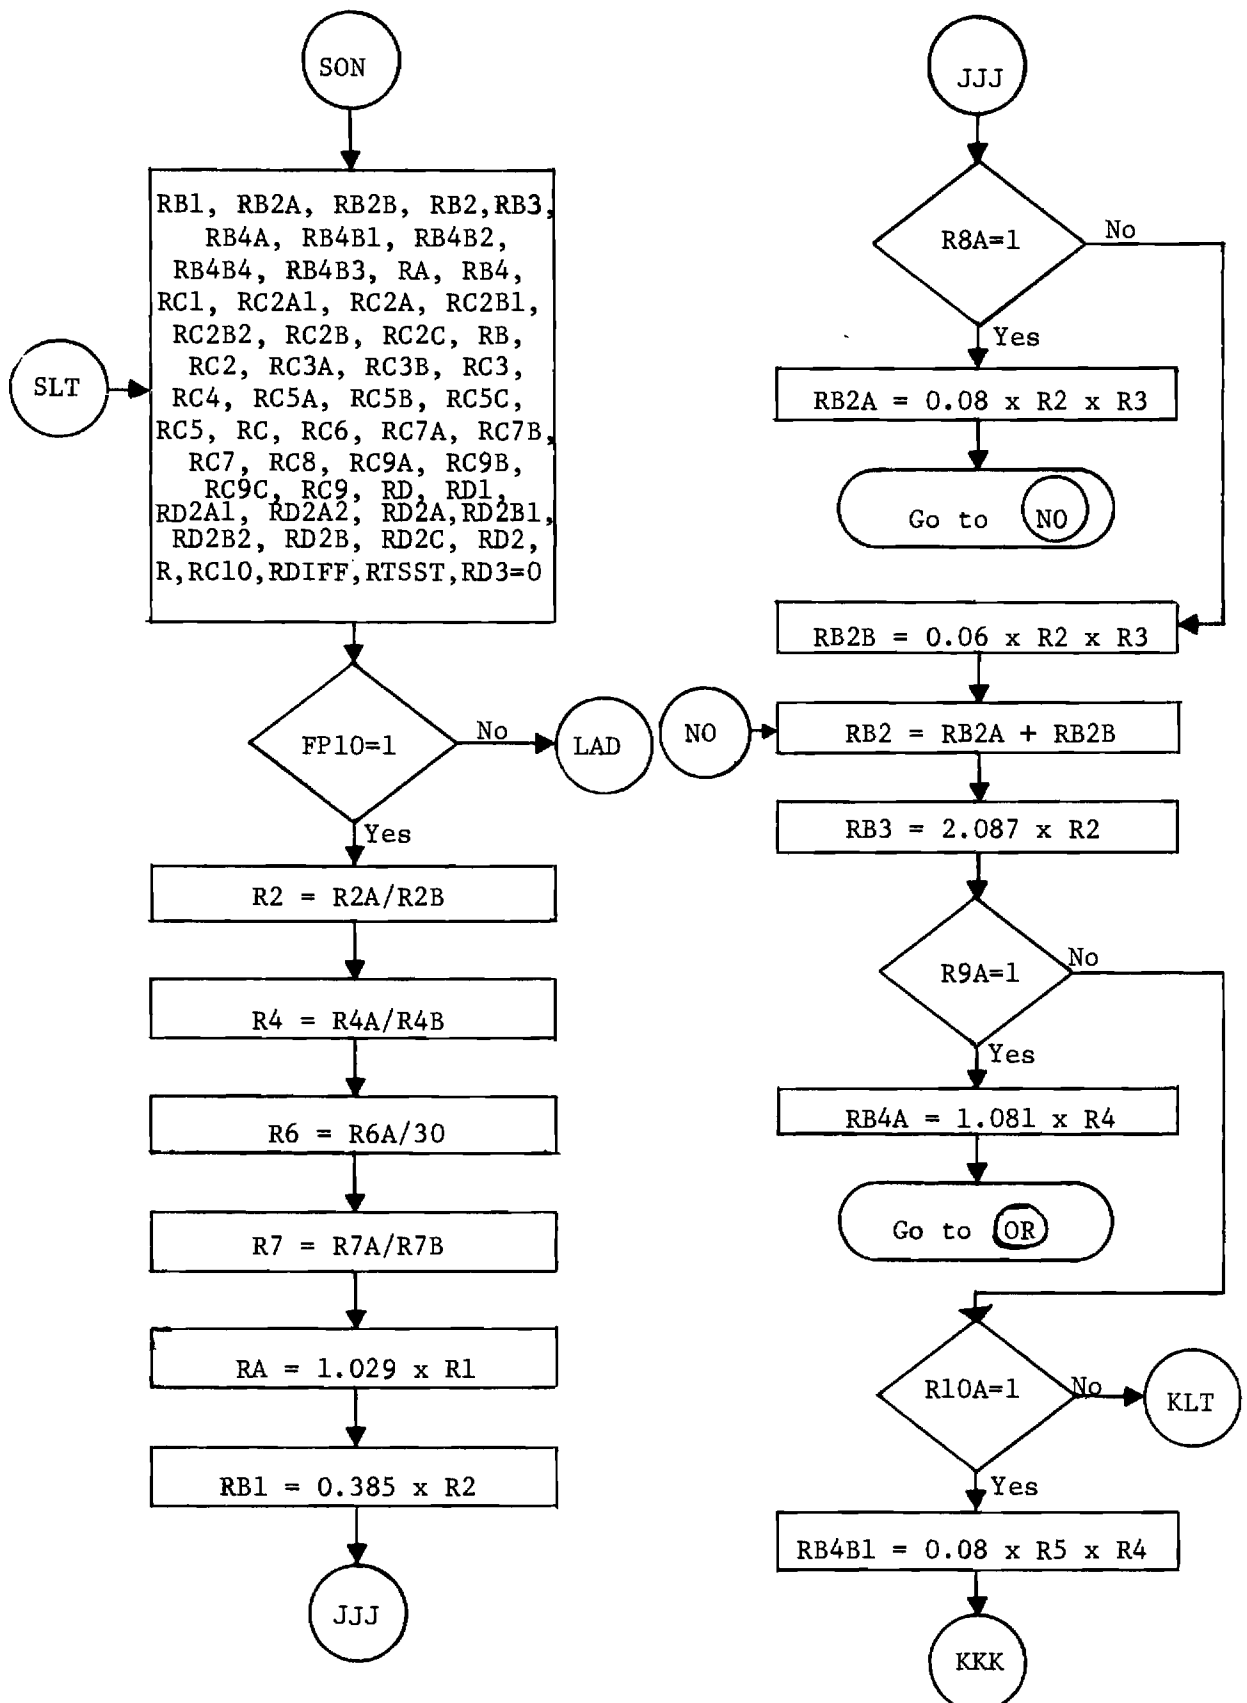 SON
RB1, RB2A, RB2B, RB2,RB3,
RB4A, RB4B1, RB4B2,
RB4B4, RB4B3, RA, RB4,
RC1, RC2A1, RC2A, RC2B1,
RC2B2, RC2B, RC2C, RB,
RC2, RC3A, RC3B, RC3,
RC4, RC5A, RC5B, RC5C,
RC5, RC, RC6, RC7A, RC7B,
RC7, RC8, RC9A, RC9B,
RC9C, RC9, RD, RD1,
RD2A1, RD2A2, RD2A,RD2B1,
RD2B2, RD2B, RD2C, RD2,
R,RC10,RDIFF,RTSST,RD3=0
SLT
FP10=1
No
LAD
Yes
R2 = R2A/R2B
R4 = R4A/R4B
R6 = R6A/30
R7 = R7A/R7B
RA = 1.029 x R1
RB1 = 0.385 x R2
JJJ
JJJ
R8A=1
No
Yes
RB2A = 0.08 x R2 x R3
Go to NO
RB2B = 0.06 x R2 x R3
NO
RB2 = RB2A + RB2B
RB3 = 2.087 x R2
R9A=1
No
Yes
RB4A = 1.081 x R4
Go to OR
R10A=1
No
KLT
Yes
RB4B1 = 0.08 x R5 x R4
KKK